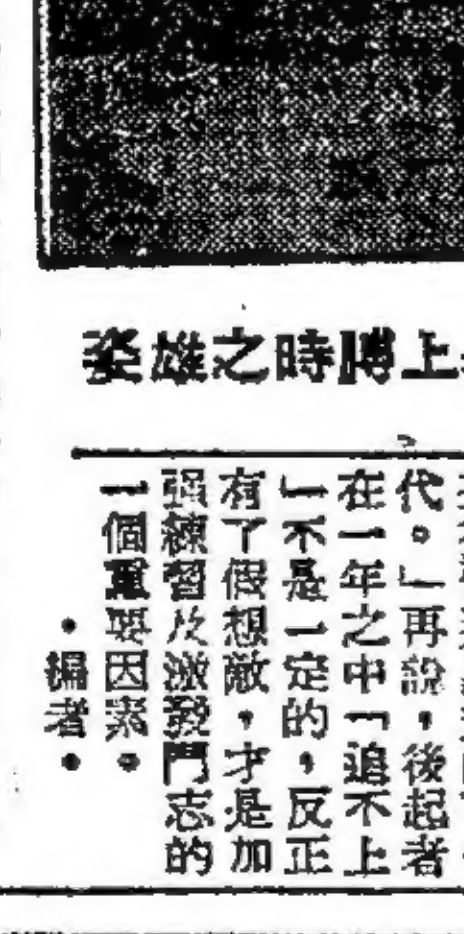 上膊時之雄姿
代。」再說，後起者
在一年之中「追不上
」不是一定的，反正
有了假想敵，才是加
强練習及激發鬥志的
一個重要因素。
·編者·